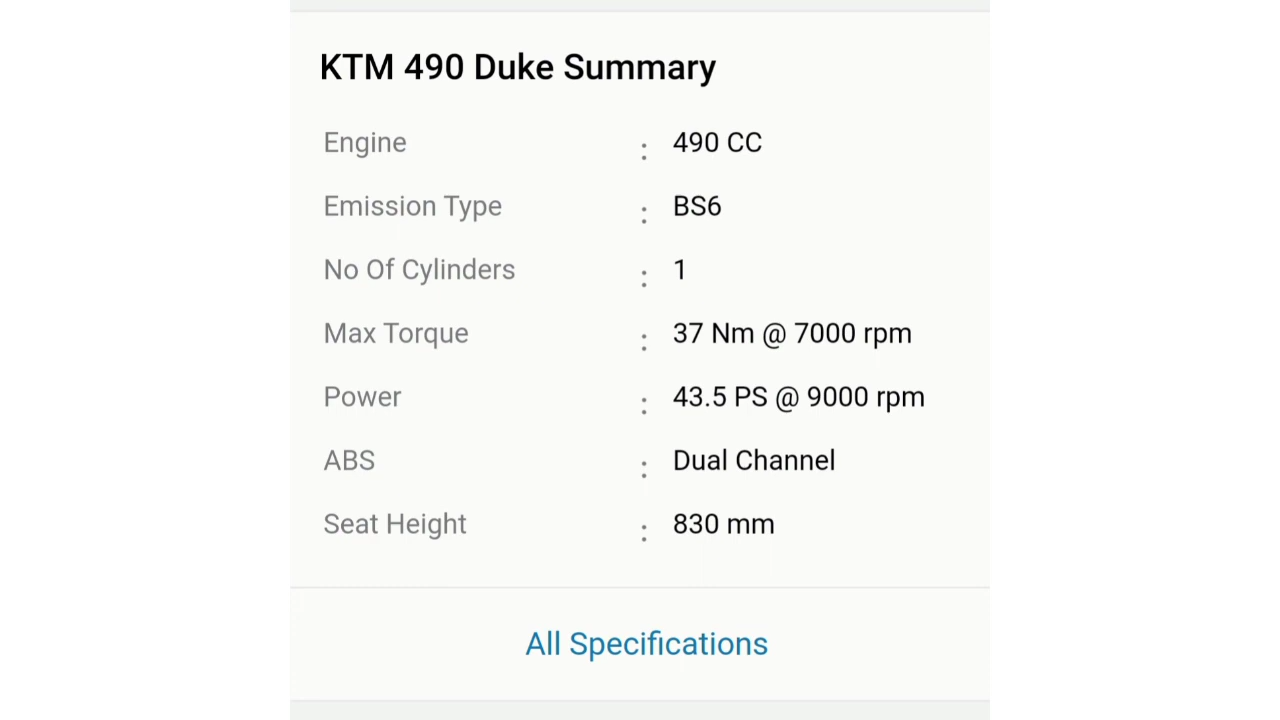 KTM 490 Duke Summary
Engine : 490 CC
Emission Type : BS6
No Of Cylinders : 1
Max Torque : 37 Nm @ 7000 rpm
Power : 43.5 PS @ 9000 rpm
ABS : Dual Channel
Seat Height : 830 mm
All Specifications